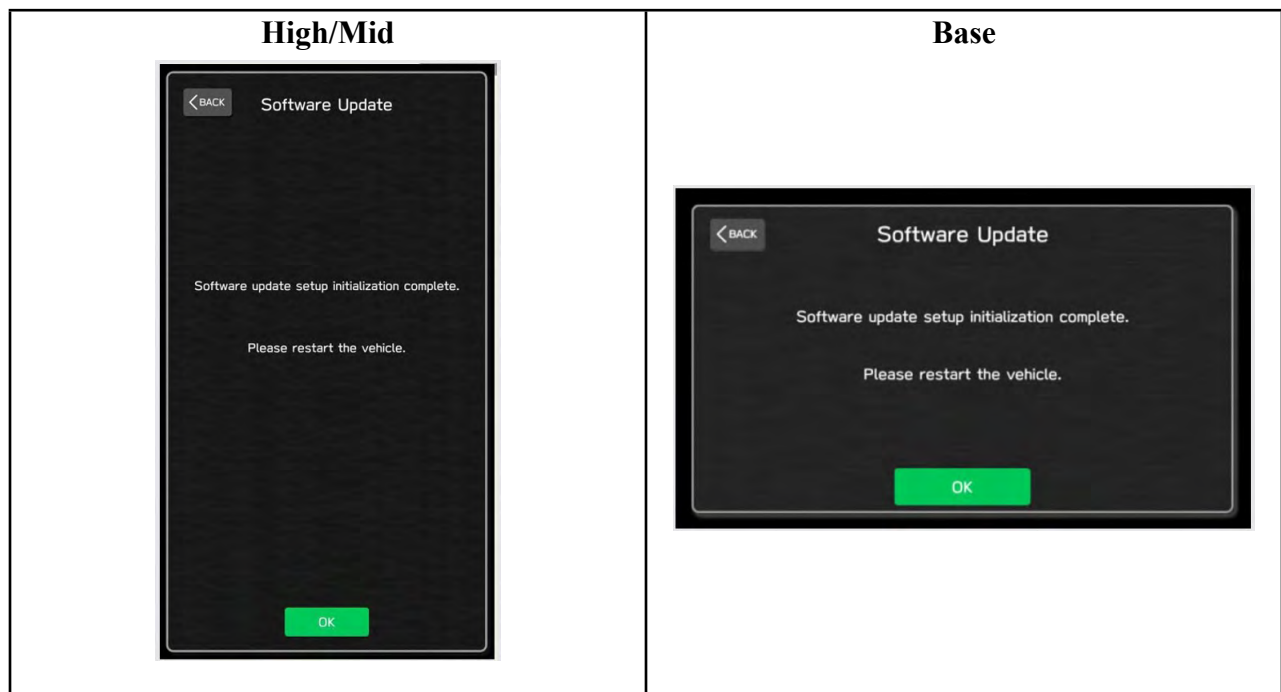 High/Mid
BACK Software Update
Software update setup initialization complete.
Please restart the vehicle.
OK
Base
BACK Software Update
Software update setup initialization complete.
Please restart the vehicle.
OK